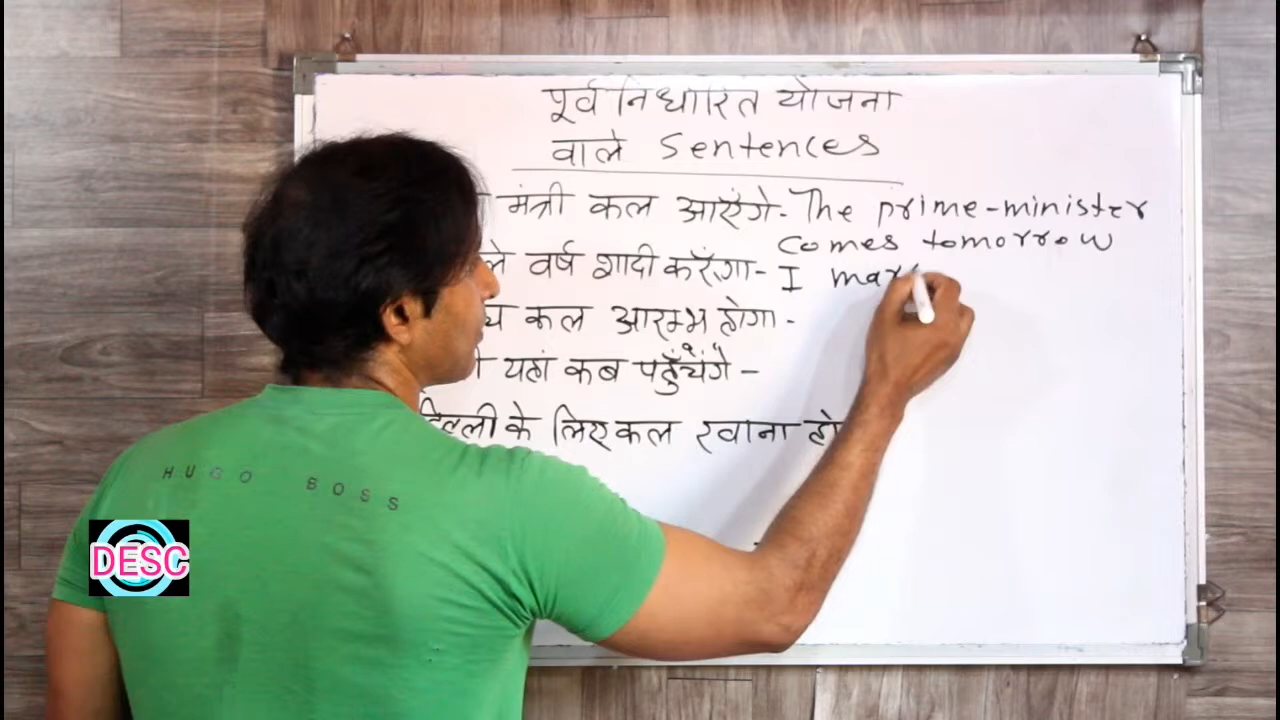 पूर्व निर्धारित योजना
वाले Sentences
मंत्री कल आएंगे - The prime-minister
comes tomorrow
वर्ष शादी करूँगा - I
कल आरम्भ होगा -
यहां कब पहुँचेंगे -
दिल्ली के लिए कल रवाना
HUGO BOSS
DESC